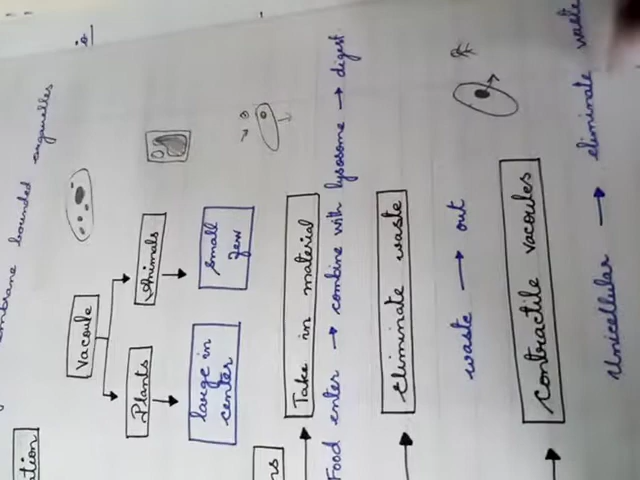 membrane bounded organelles
Vacoule
Plants
Animals
large in
center
small
few
Take in material
Food enter → combine with lysosome → digest
Eliminate waste
waste → out
Contractile vacoules
Unicellular → eliminate waste